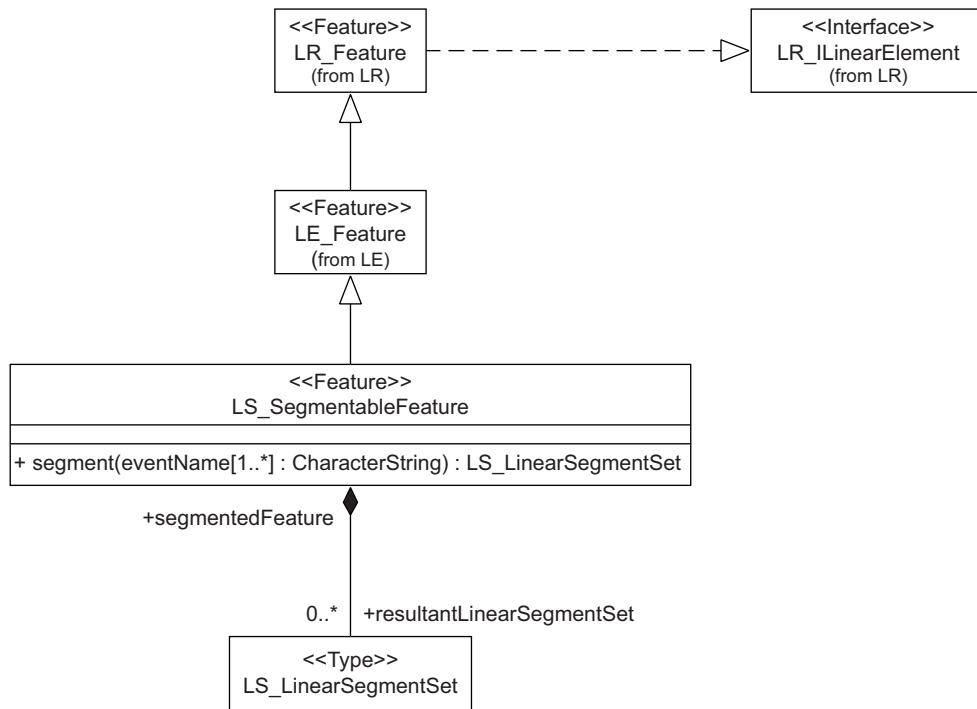 <<Feature>>
LR_Feature
(from LR)
<<Interface>>
LR_ILinearElement
(from LR)
<<Feature>>
LE_Feature
(from LE)
<<Feature>>
LS_SegmentableFeature
+ segment(eventName[1..*] : CharacterString) : LS_LinearSegmentSet
+segmentedFeature
0..* +resultantLinearSegmentSet
<<Type>>
LS_LinearSegmentSet